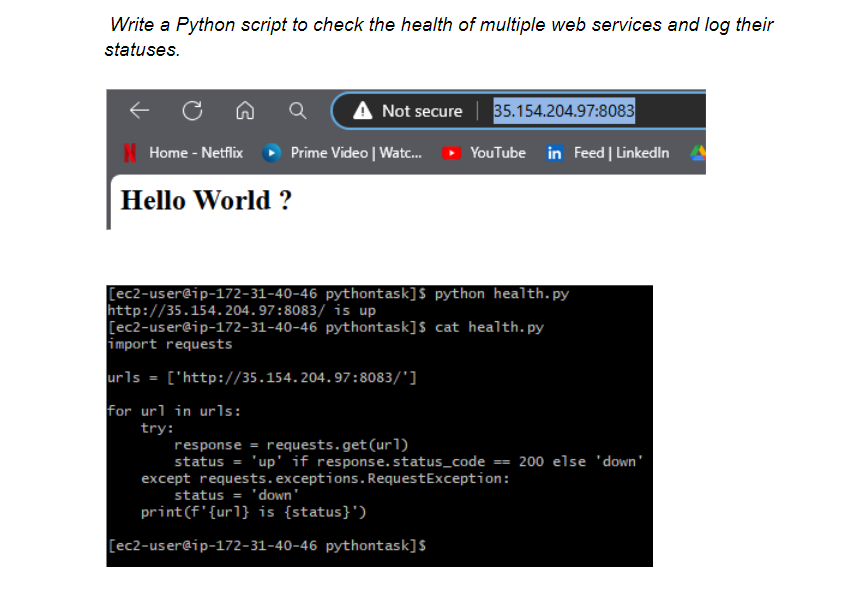 Write a Python script to check the health of multiple web services and log their
statuses.
Not secure | 35.154.204.97:8083
Home - Netflix Prime Video | Watc... YouTube in Feed | LinkedIn
Hello World ?
[ec2-user@ip-172-31-40-46 pythontask]$ python health.py
http://35.154.204.97:8083/ is up
[ec2-user@ip-172-31-40-46 pythontask]$ cat health.py
import requests
urls = ['http://35.154.204.97:8083/']
for url in urls:
    try:
        response = requests.get(url)
        status = 'up' if response.status_code == 200 else 'down'
    except requests.exceptions.RequestException:
        status = 'down'
    print(f'{url} is {status}')
[ec2-user@ip-172-31-40-46 pythontask]$